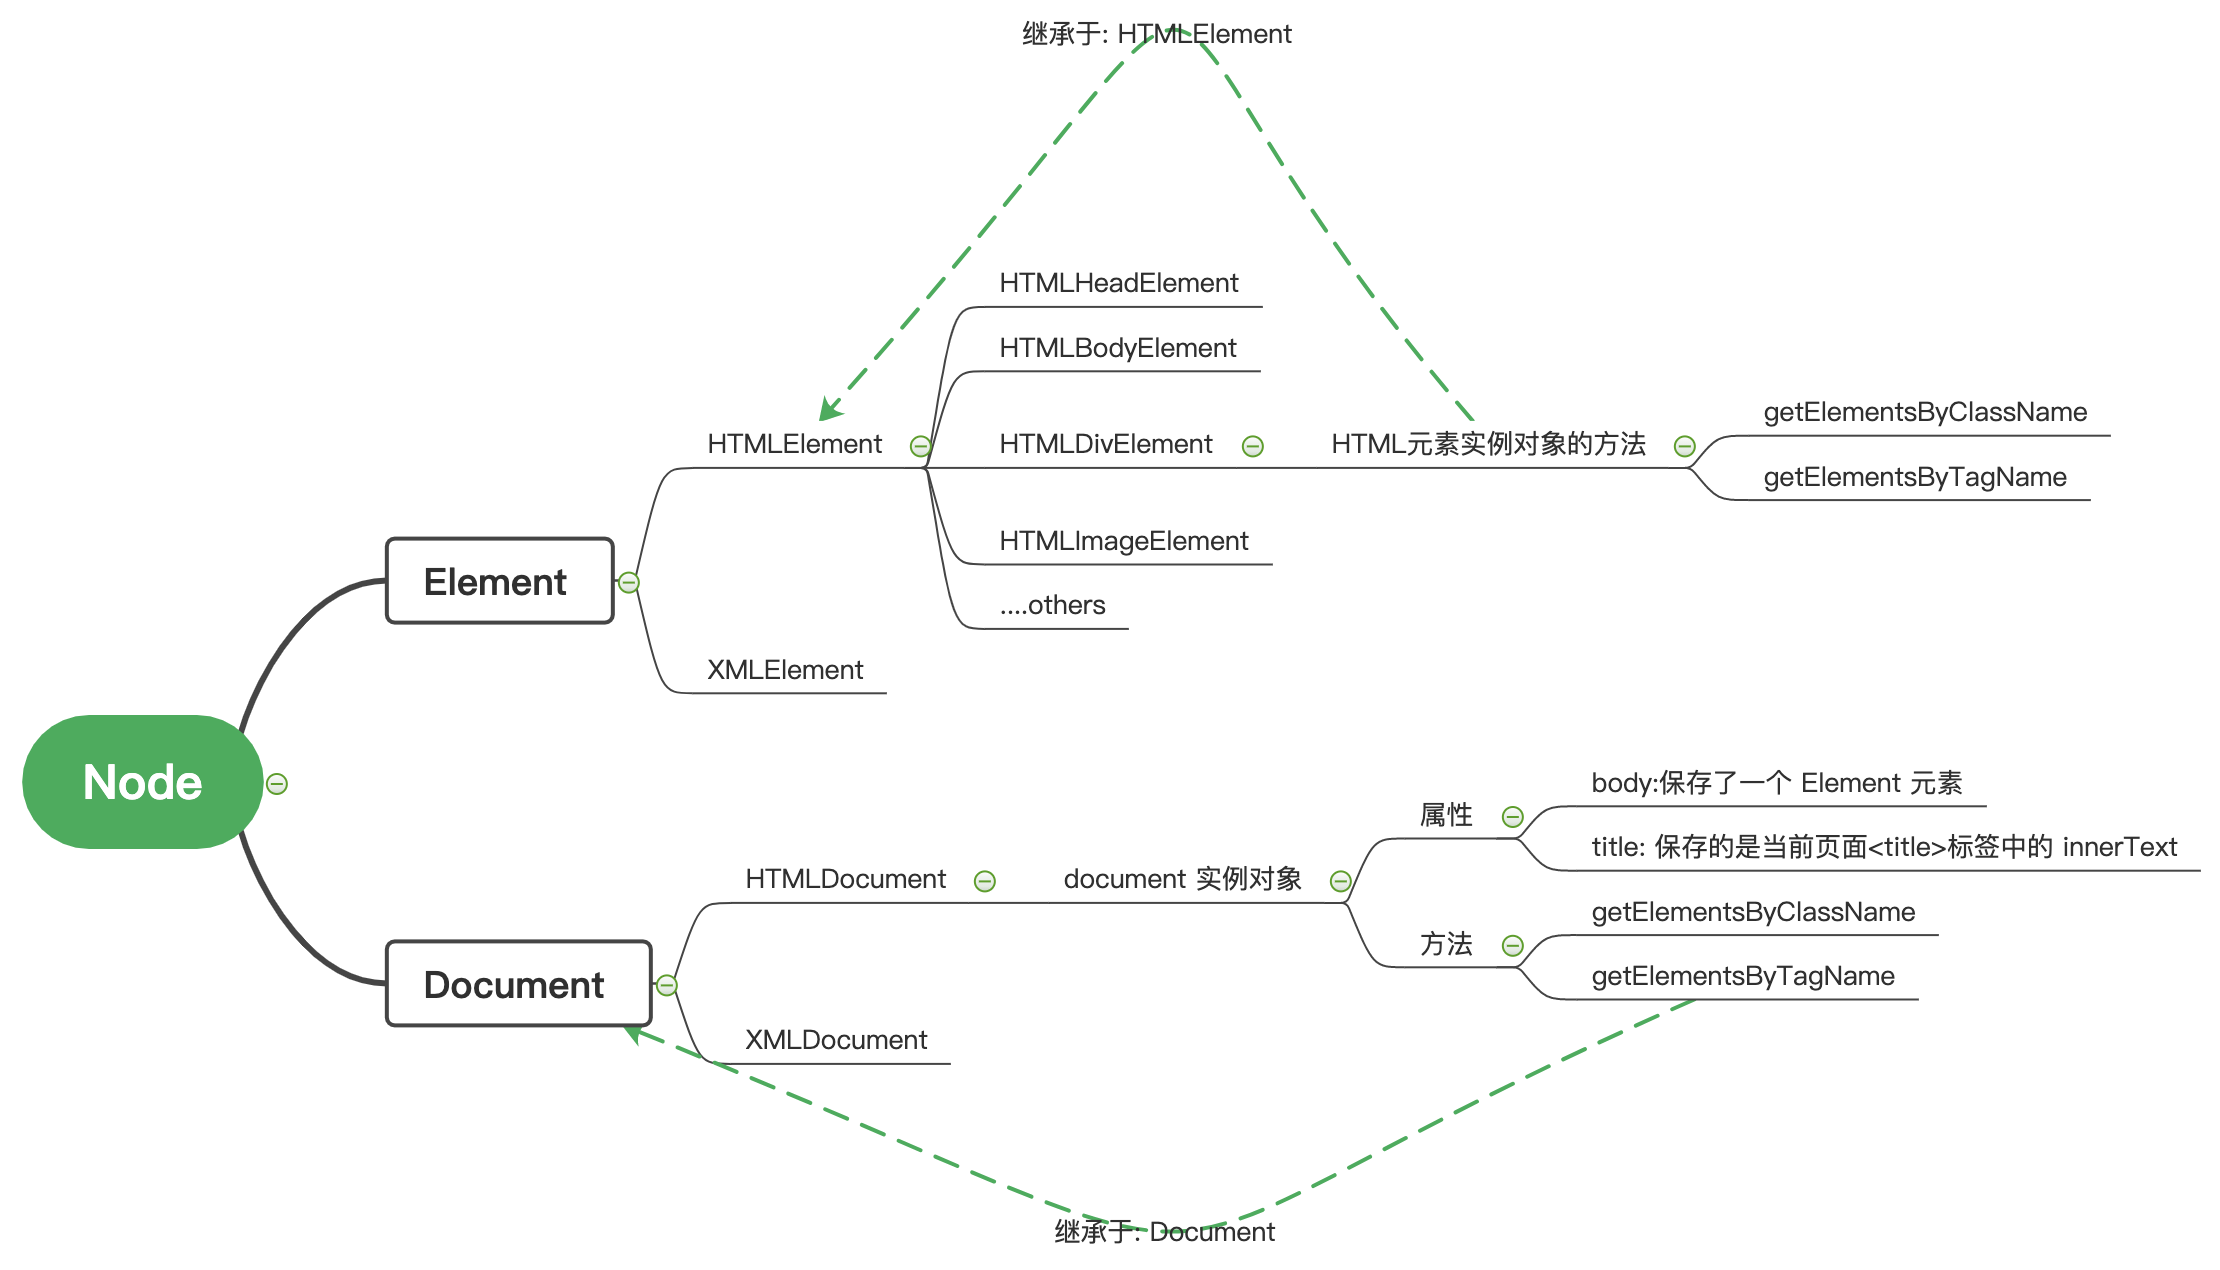 继承于: HTMLElement
HTMLHeadElement
HTMLBodyElement
HTMLElement
HTMLDivElement
HTML元素实例对象的方法
getElementsByClassName
getElementsByTagName
HTMLImageElement
....others
Element
XMLElement
Node
body:保存了一个 Element 元素
属性
title: 保存的是当前页面<title>标签中的 innerText
HTMLDocument
document 实例对象
getElementsByClassName
方法
getElementsByTagName
Document
XMLDocument
继承于: Document